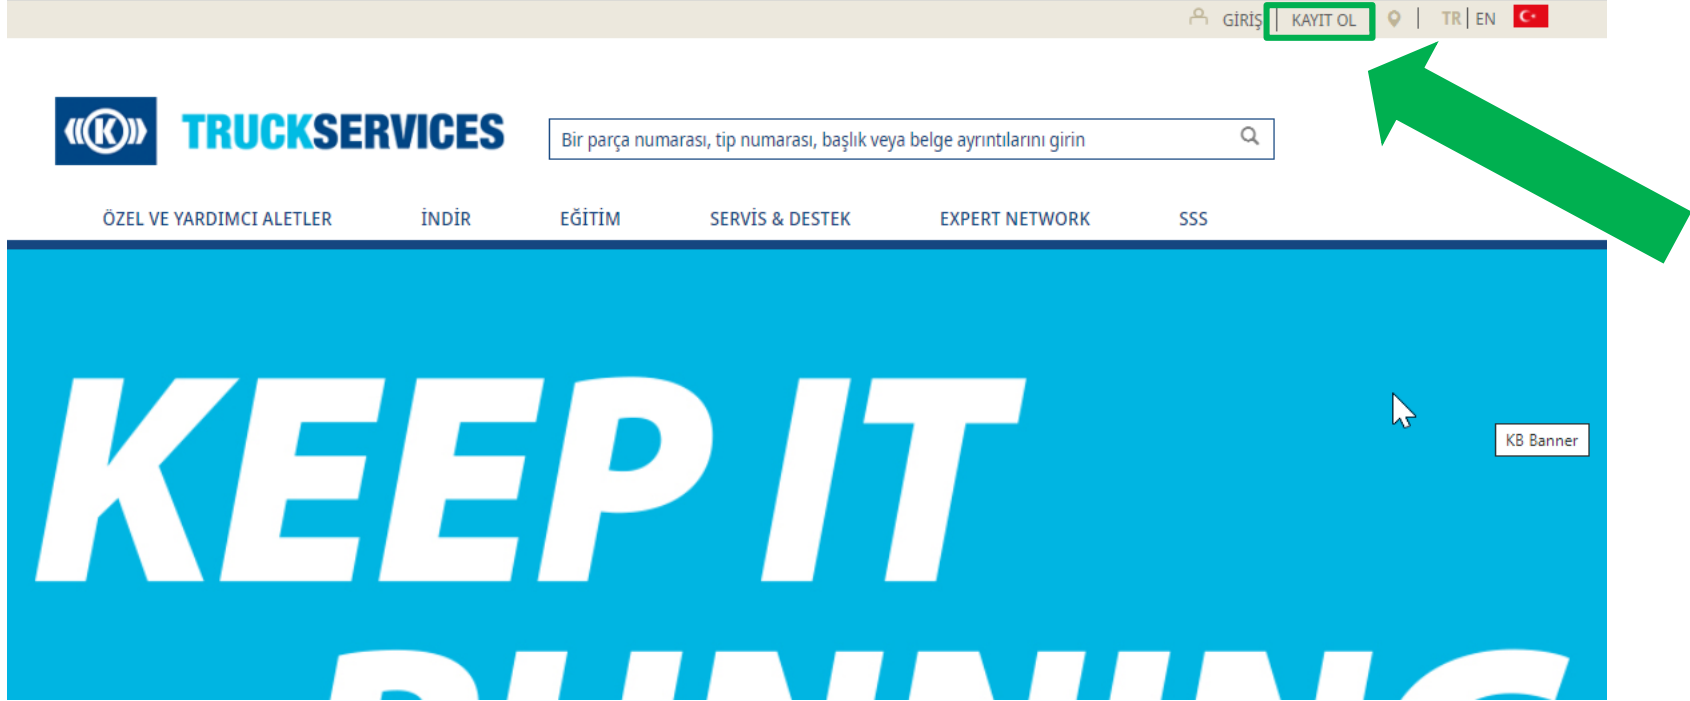 GİRİŞ | KAYIT OL | TR | EN
((K)) TRUCKSERVICES
Bir parça numarası, tip numarası, başlık veya belge ayrıntılarını girin
ÖZEL VE YARDIMCI ALETLER İNDİR EĞİTİM SERVİS & DESTEK EXPERT NETWORK SSS
KEEP IT
KB Banner
RUNNING